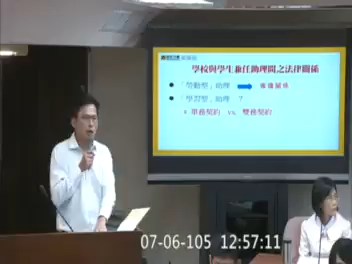 學校與學生兼任助理間之法律關係
「勞動型」助理 僱傭關係
「學習型」助理 ?
單務契約 vs. 雙務契約
07-06-105 12:57:11